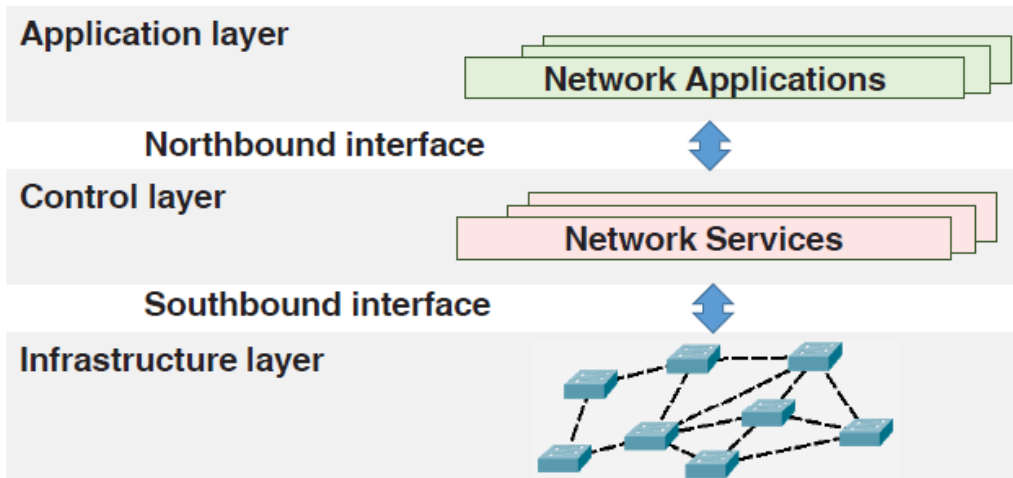 Application layer
Network Applications
Northbound interface
Control layer
Network Services
Southbound interface
Infrastructure layer